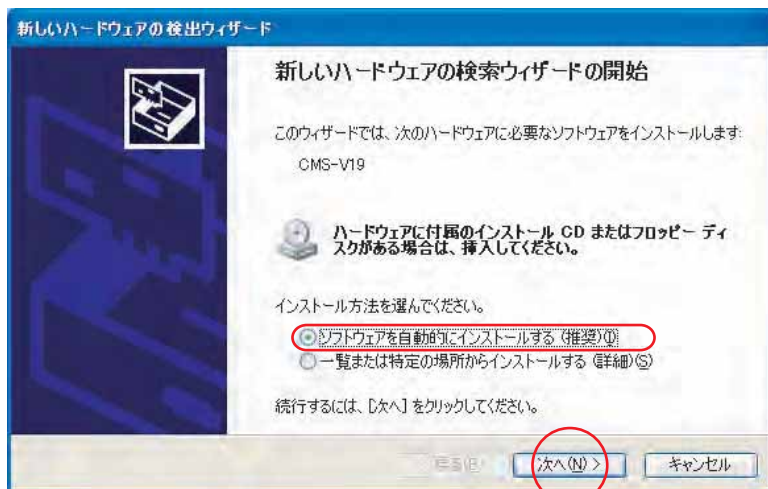 新しいハードウェアの検出ウィザード
新しいハードウェアの検索ウィザードの開始
このウィザードでは、次のハードウェアに必要なソフトウェアをインストールします:
CMS-V19
ハードウェアに付属のインストール CD またはフロッピー ディ
スクがある場合は、挿入してください。
インストール方法を選んでください。
ソフトウェアを自動的にインストールする (推奨)(I)
一覧または特定の場所からインストールする (詳細)(S)
続行するには、[次へ] をクリックしてください。
戻る(B) 次へ(N) > キャンセル